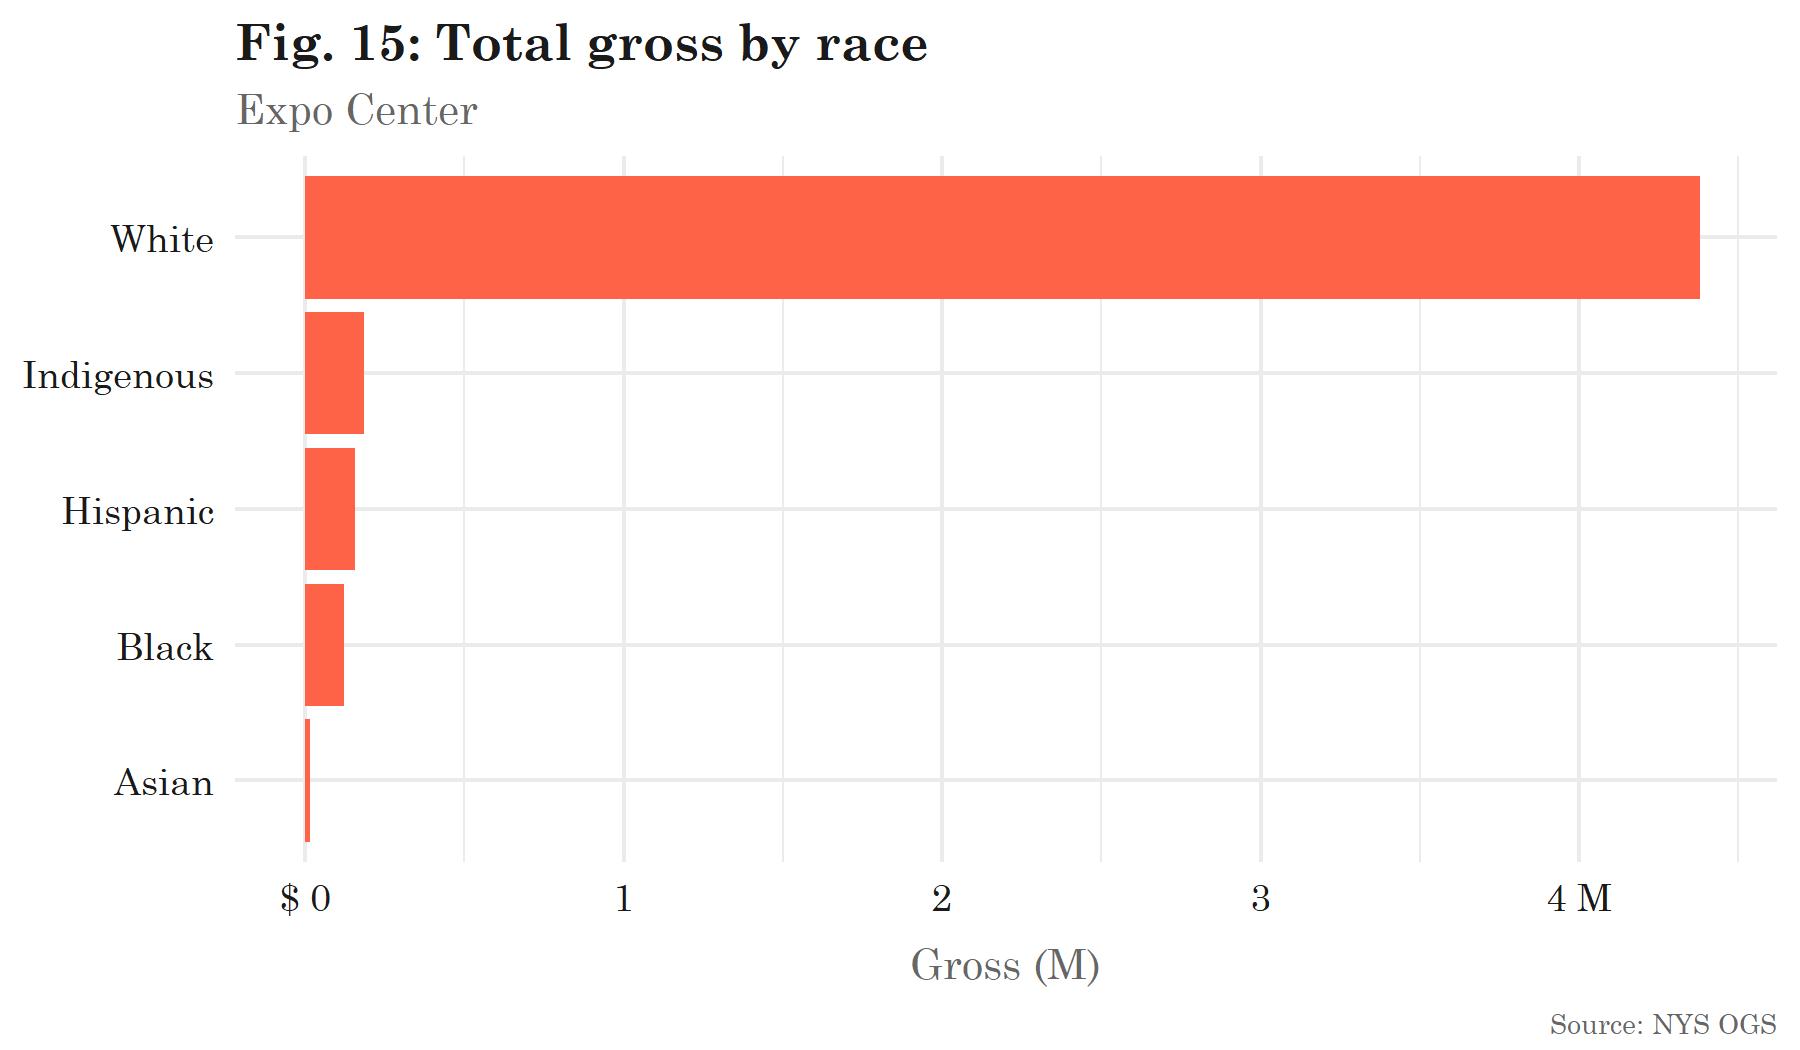 Fig. 15: Total gross by race
Expo Center
White
Indigenous
Hispanic
Black
Asian
$ 0 1 2 3 4 M
Gross (M)
Source: NYS OGS